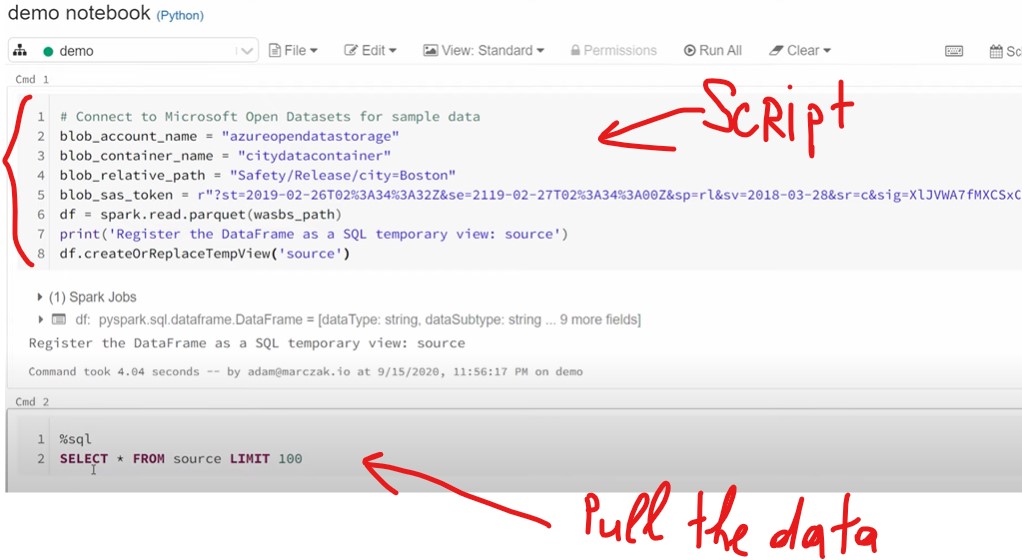 demo notebook (Python)
demo File Edit View: Standard Permissions Run All Clear Sc
Cmd 1
Script
1 # Connect to Microsoft Open Datasets for sample data
2 blob_account_name = "azureopendatastorage"
3 blob_container_name = "citydatacontainer"
4 blob_relative_path = "Safety/Release/city=Boston"
5 blob_sas_token = r"?st=2019-02-26T02%3A34%3A32Z&se=2119-02-27T02%3A34%3A00Z&sp=rl&sv=2018-03-28&sr=c&sig=XlJVWA7fMXCSxC
6 df = spark.read.parquet(wasbs_path)
7 print('Register the DataFrame as a SQL temporary view: source')
8 df.createOrReplaceTempView('source')
(1) Spark Jobs
df: pyspark.sql.dataframe.DataFrame = [dataType: string, dataSubtype: string ... 9 more fields]
Register the DataFrame as a SQL temporary view: source
Command took 4.04 seconds -- by adam@marczak.io at 9/15/2020, 11:56:17 PM on demo
Cmd 2
1 %sql
2 SELECT * FROM source LIMIT 100
Pull the data